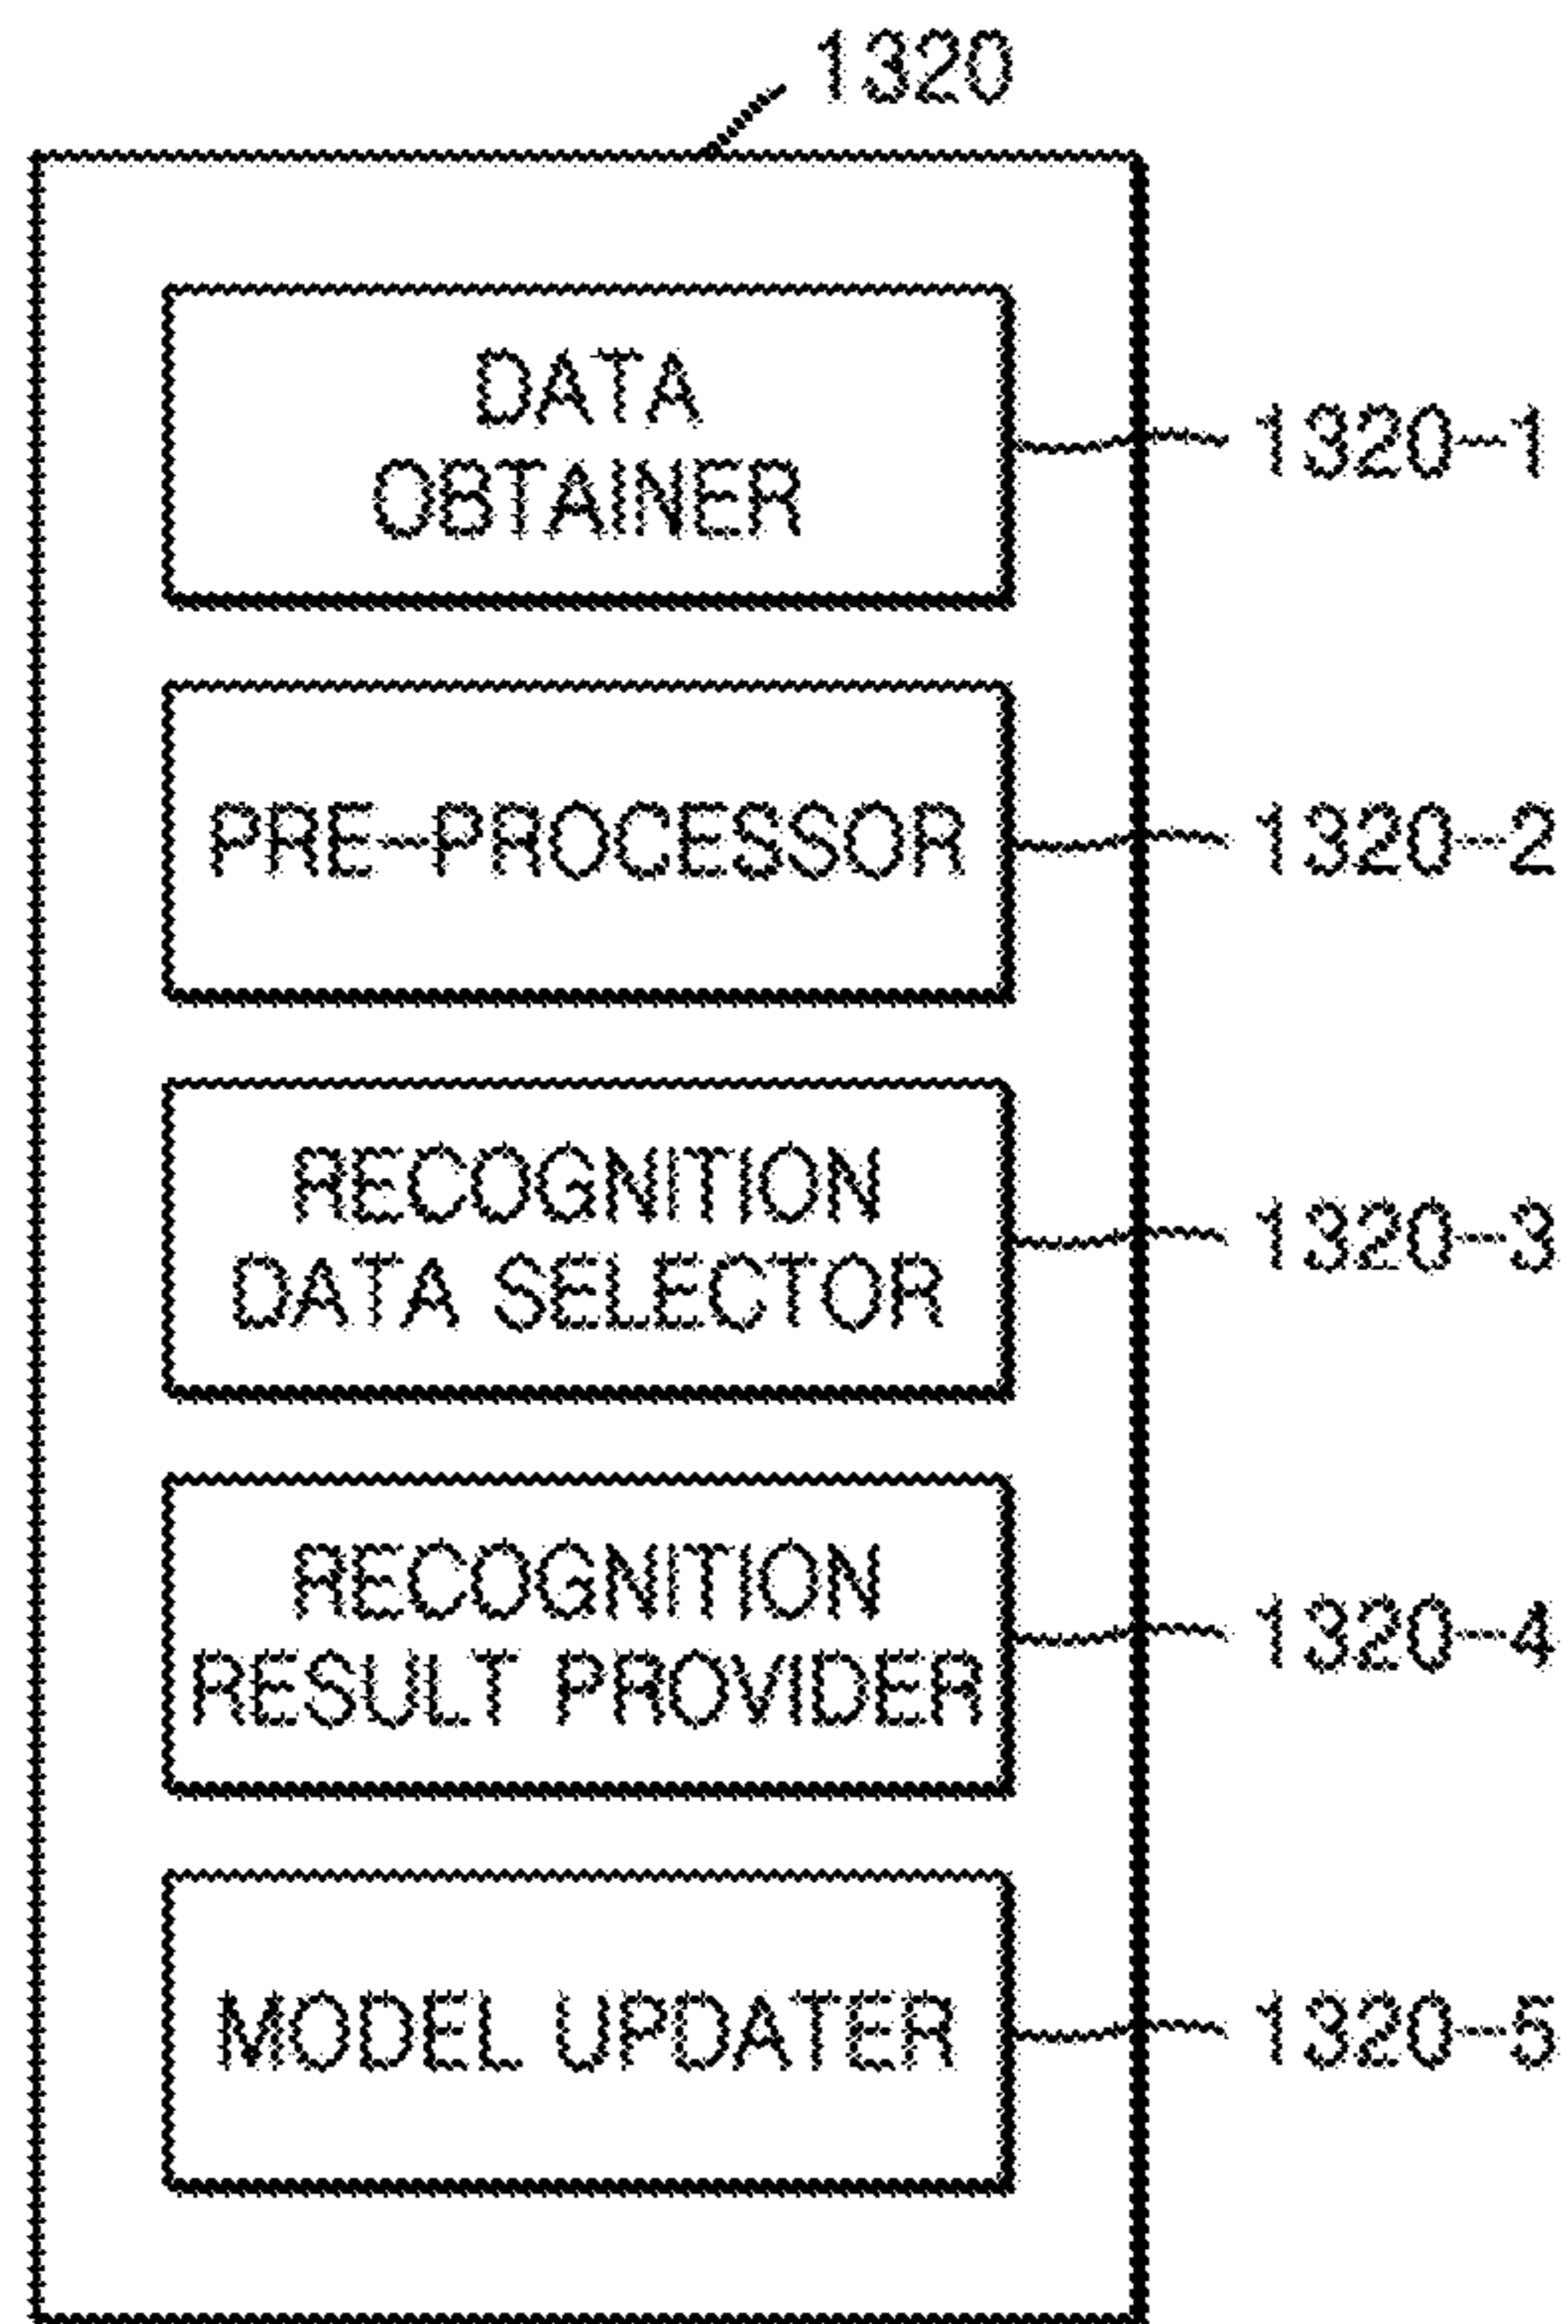 1320
DATA
OBTAINER
1320-1
PRE-PROCESSOR
1320-2
RECOGNITION
DATA SELECTOR
1320-3
RECOGNITION
RESULT PROVIDER
1320-4
MODEL UPDATER
1320-5